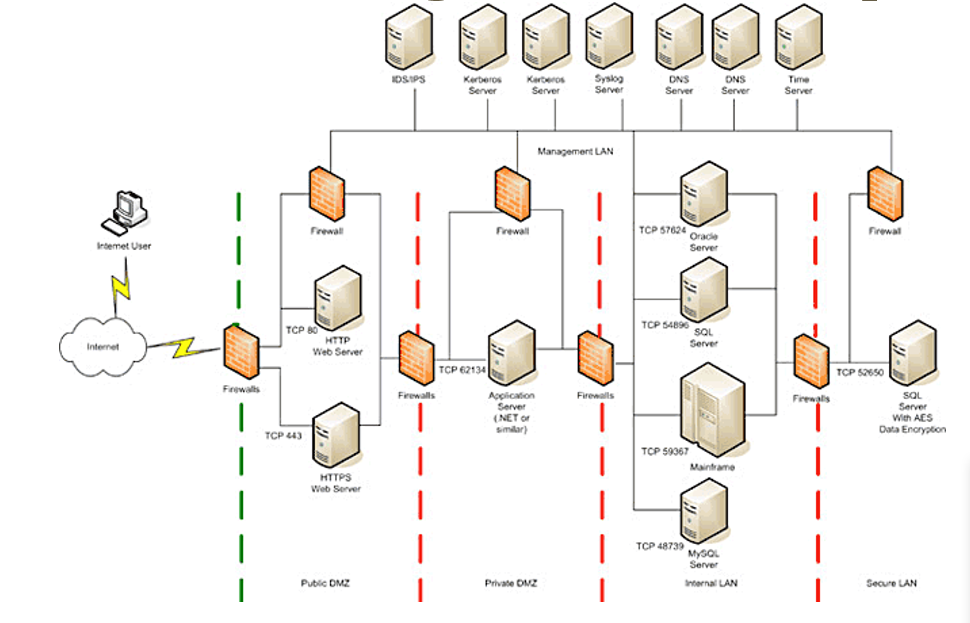 IDS/IPS
Kerberos
Server
Kerberos
Server
Syslog
Server
DNS
Server
DNS
Server
Time
Server
Management LAN
Internet User
Internet
Firewalls
Firewall
TCP 80
HTTP
Web Server
TCP 443
HTTPS
Web Server
Public DMZ
Firewalls
Firewall
TCP 62134
Application
Server
(.NET or
similar)
Private DMZ
Firewalls
TCP 57624
Oracle
Server
TCP 54896
SQL
Server
TCP 59367
Mainframe
TCP 48739
MySQL
Server
Internal LAN
Firewalls
Firewall
TCP 52650
SQL
Server
With AES
Data Encryption
Secure LAN